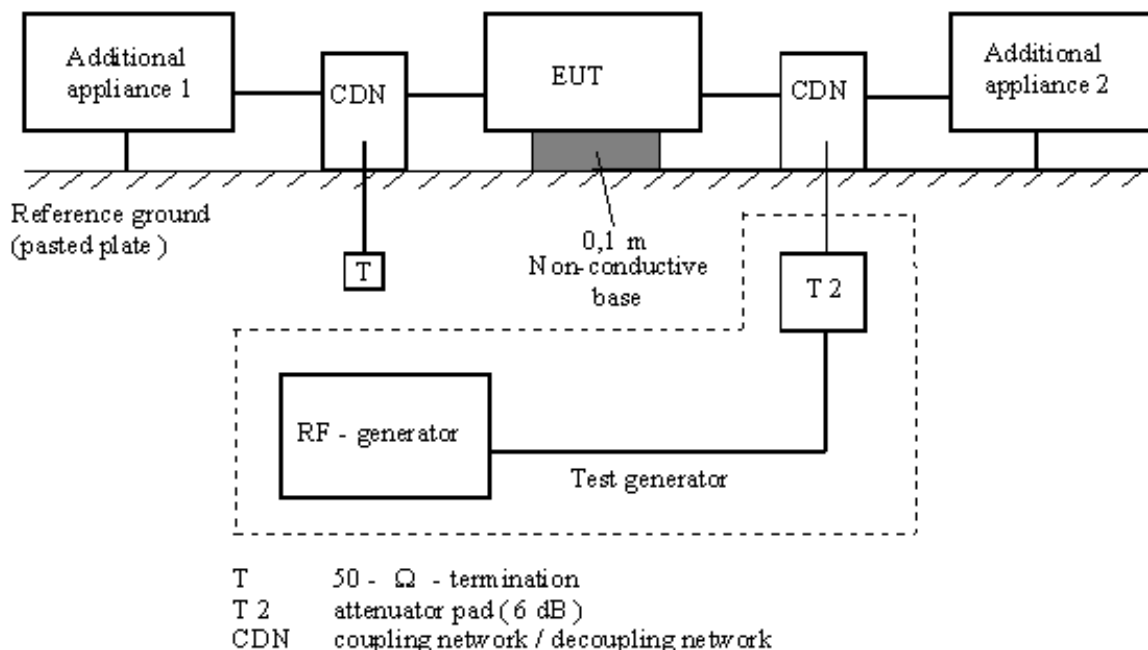 Additional
appliance 1
CDN
EUT
CDN
Additional
appliance 2
Reference ground
(pasted plate )
T
0,1 m
Non-conductive
base
T 2
RF - generator
Test generator
T 50 - Ω - termination
T 2 attenuator pad ( 6 dB )
CDN coupling network / decoupling network